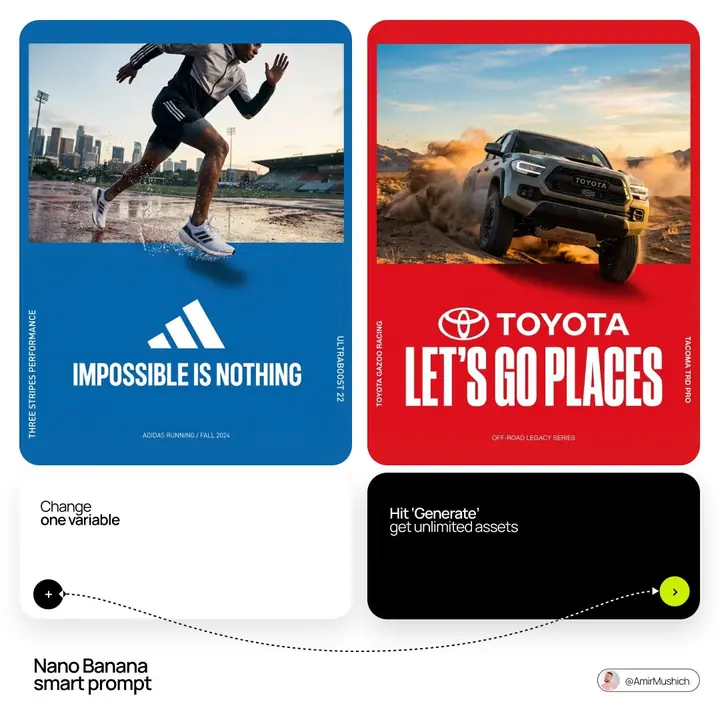 THREE STRIPES PERFORMANCE
IMPOSSIBLE IS NOTHING
ULTRABOOST 22
ADIDAS RUNNING / FALL 2024
TOYOTA
TOYOTA GAZOO RACING
TOYOTA
LET'S GO PLACES
TACOMA TRD PRO
OFF-ROAD LEGACY SERIES
Change
one variable
Hit 'Generate'
get unlimited assets
Nano Banana
smart prompt
@AmirMushich